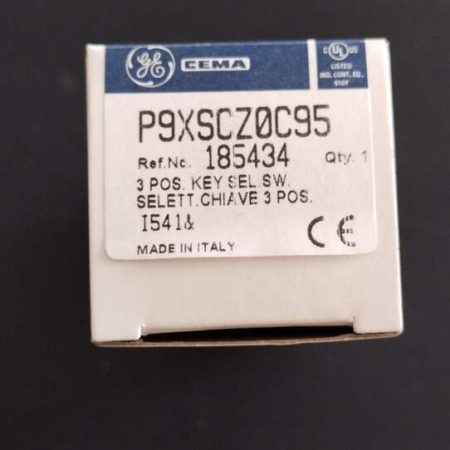 GE CEMA
C UL US
LISTED
IND. CONT. EQ.
P9XSCZ0C95
Ref.No. 185434 Qty. 1
3 POS. KEY SEL.SW.
SELETT.CHIAVE 3 POS.
I541& CE
MADE IN ITALY